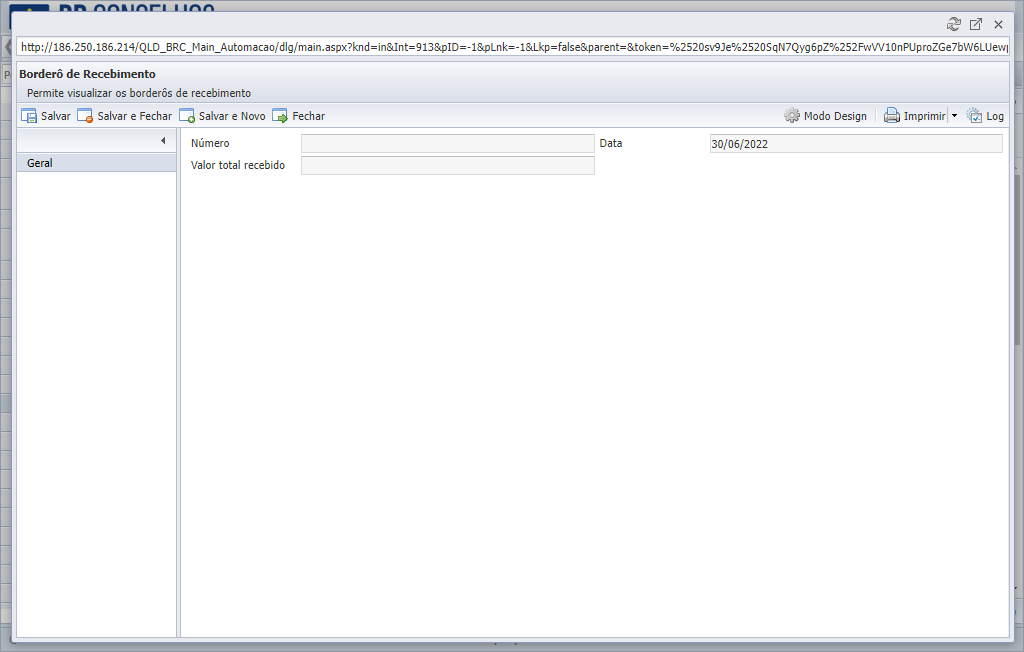 http://186.250.186.214/QLD_BRC_Main_Automacao/dlg/main.aspx?knd=in&Int=913&pID=-1&pLnk=-1&Lkp=false&parent=&token=%2520sv9Je%2520SqN7Qyg6pZ%252FwVV10nPUproZGe7bW6LUewp
Borderô de Recebimento
Permite visualizar os borderôs de recebimento
Salvar Salvar e Fechar Salvar e Novo Fechar Modo Design Imprimir Log
Geral
Número Data 30/06/2022
Valor total recebido